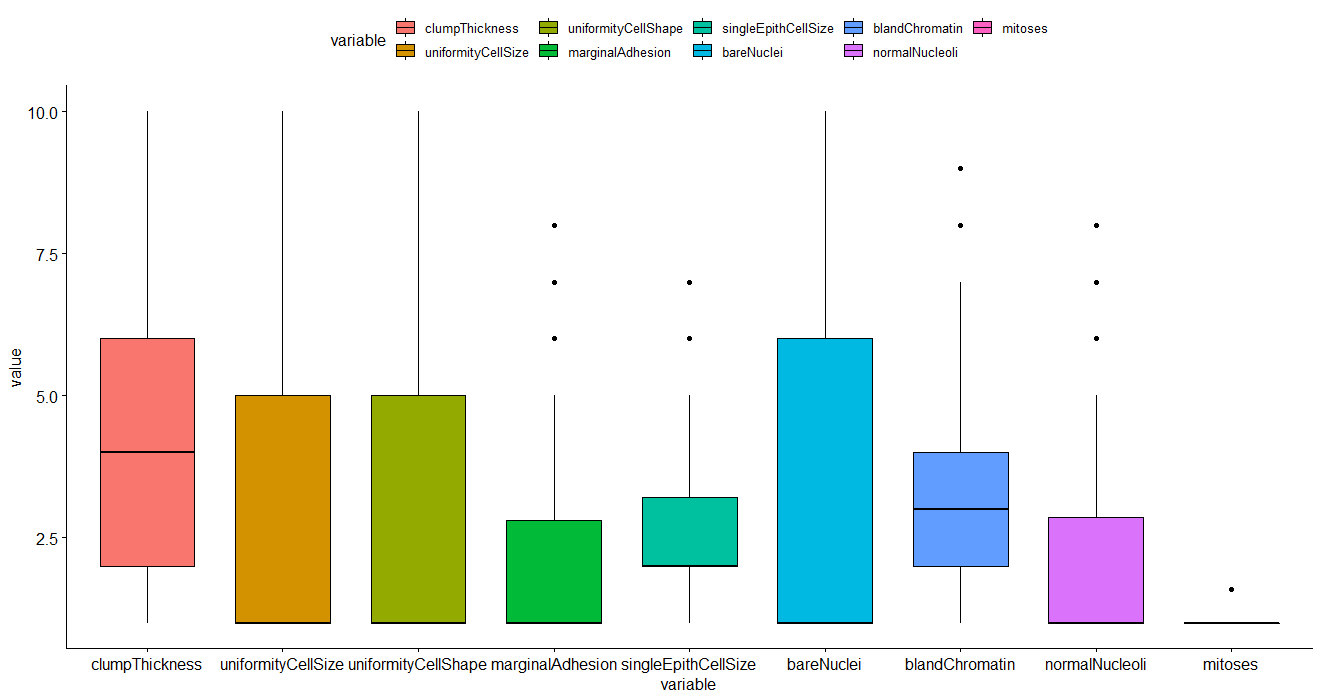 variable
clumpThickness uniformityCellShape singleEpithCellSize blandChromatin mitoses
uniformityCellSize marginalAdhesion bareNuclei normalNucleoli
value
10.0
7.5
5.0
2.5
clumpThickness uniformityCellSize uniformityCellShape marginalAdhesion singleEpithCellSize bareNuclei blandChromatin normalNucleoli mitoses
variable